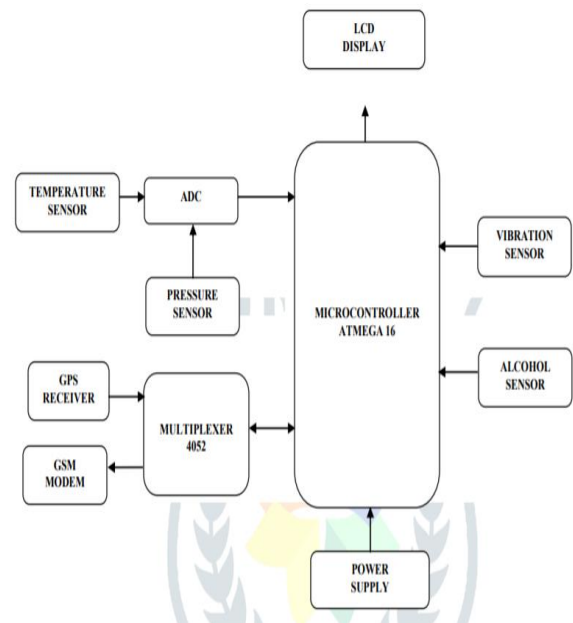 LCD
DISPLAY
TEMPERATURE
SENSOR
ADC
PRESSURE
SENSOR
MICROCONTROLLER
ATMEGA 16
VIBRATION
SENSOR
ALCOHOL
SENSOR
GPS
RECEIVER
MULTIPLEXER
4052
GSM
MODEM
POWER
SUPPLY